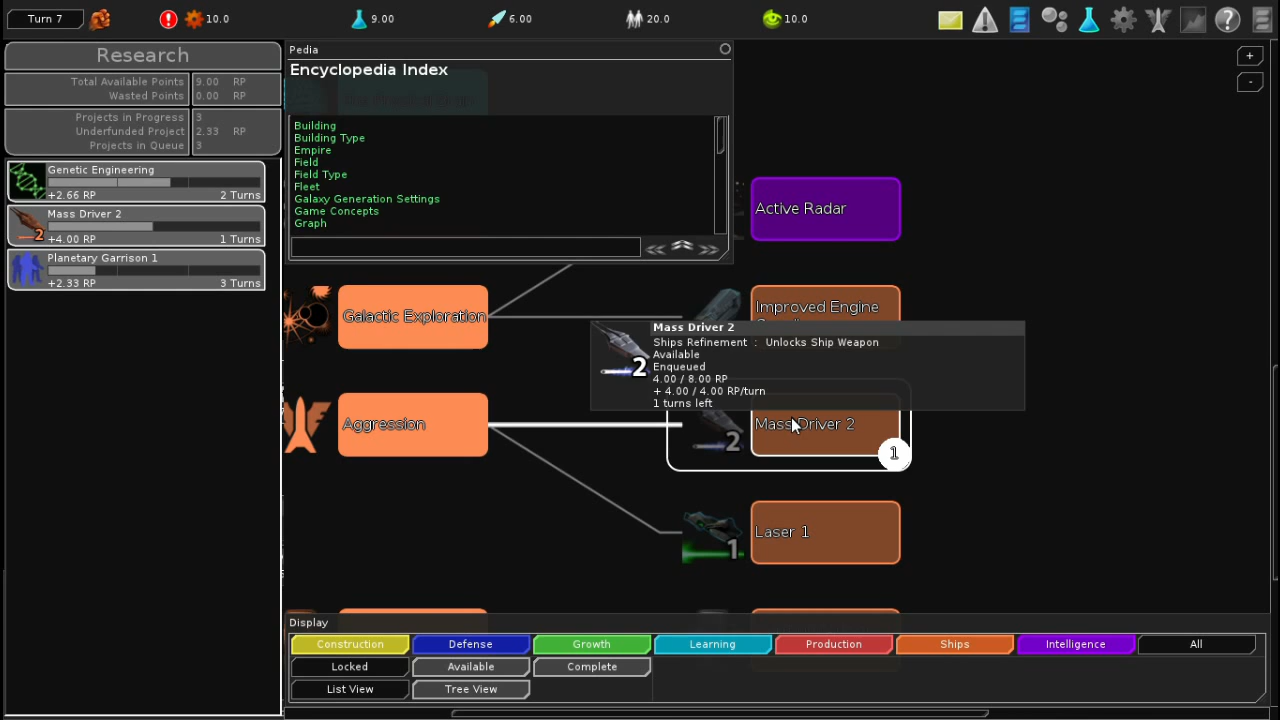 Turn 7
10.0
9.00
6.00
20.0
10.0
Research
Total Available Points 9.00 RP
Wasted Points 0.00 RP
Projects in Progress 3
Underfunded Project 2.33 RP
Projects in Queue 3
Genetic Engineering
+2.66 RP 2 Turns
Mass Driver 2
2
+4.00 RP 1 Turns
Planetary Garrison 1
+2.33 RP 3 Turns
Pedia
Encyclopedia Index
Building
Building Type
Empire
Field
Field Type
Fleet
Galaxy Generation Settings
Game Concepts
Graph
+
-
Active Radar
Galactic Exploration
Improved Engine
Mass Driver 2
Ships Refinement : Unlocks Ship Weapon
Available
Enqueued
4.00 / 8.00 RP
+ 4.00 / 4.00 RP/turn
1 turns left
2
Aggression
Mass Driver 2
2
1
Laser 1
1
Display
Construction
Defense
Growth
Learning
Production
Ships
Intelligence
All
Locked
Available
Complete
List View
Tree View